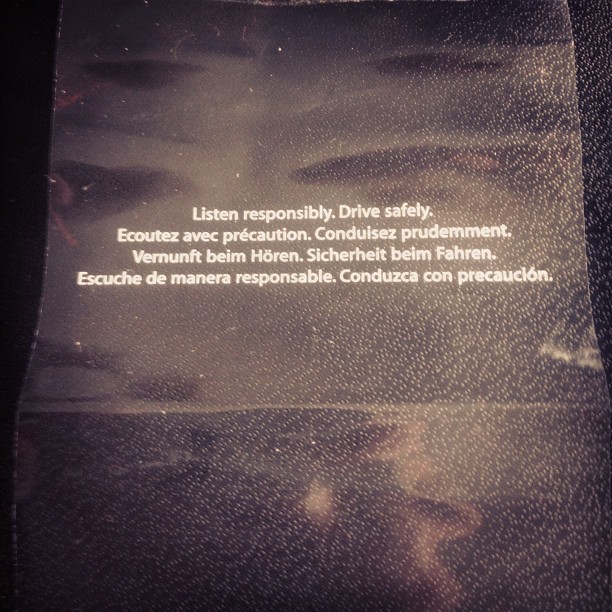 Listen responsibly. Drive safely.
Ecoutez avec précaution. Conduisez prudemment.
Vernunft beim Hören. Sicherheit beim Fahren.
Escuche de manera responsable. Conduzca con precaución.